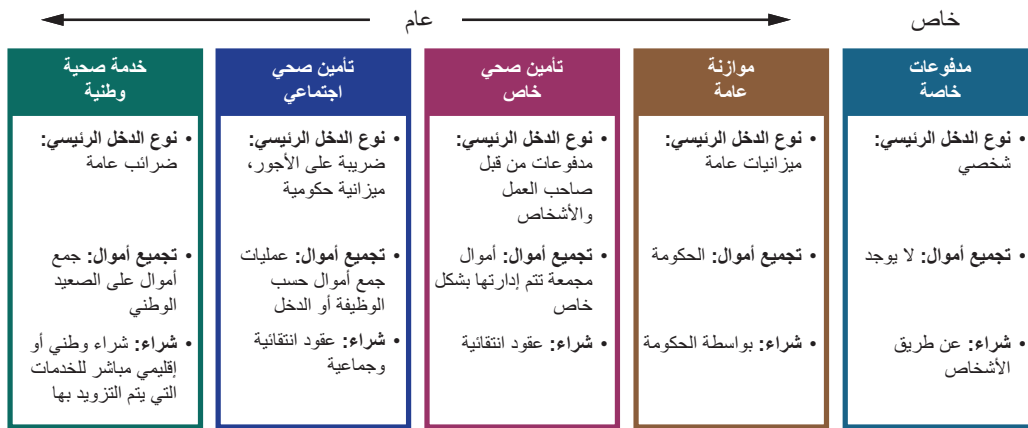 خاص
عام
مدفوعات
خاصة
• نوع الدخل الرئيسي:
شخصي
• تجميع أموال: لا يوجد
• شراء: عن طريق
الأشخاص
موازنة
عامة
• نوع الدخل الرئيسي:
ميزانيات عامة
• تجميع أموال: الحكومة
• شراء: بواسطة الحكومة
تأمين صحي
خاص
• نوع الدخل الرئيسي:
مدفوعات من قبل
صاحب العمل
والأشخاص
• تجميع أموال: أموال
مجمعة تتم إدارتها بشكل
خاص
• شراء: عقود انتقائية
تأمين صحي
اجتماعي
• نوع الدخل الرئيسي:
ضريبة على الأجور،
ميزانية حكومية
• تجميع أموال: عمليات
جمع أموال حسب
الوظيفة أو الدخل
• شراء: عقود انتقائية
وجماعية
خدمة صحية
وطنية
• نوع الدخل الرئيسي:
ضرائب عامة
• تجميع أموال: جمع
أموال على الصعيد
الوطني
• شراء: شراء وطني أو
إقليمي مباشر للخدمات
التي يتم التزويد بها